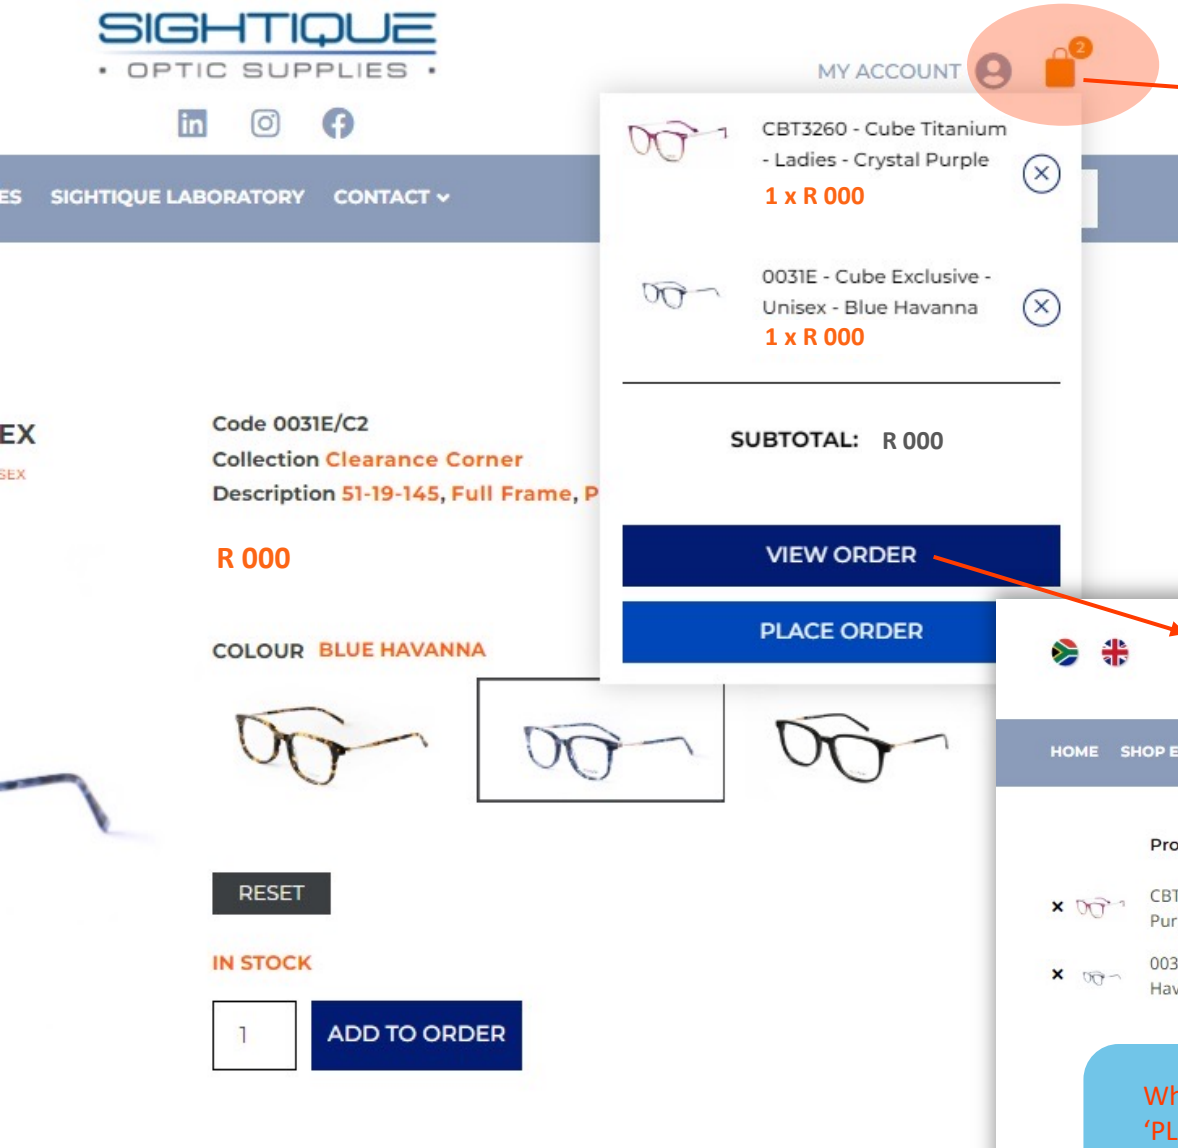 SIGHTIQUE
• OPTIC SUPPLIES •
in
MY ACCOUNT
2
ES SIGHTIQUE LABORATORY CONTACT
CBT3260 - Cube Titanium
- Ladies - Crystal Purple
1 x R 000
0031E - Cube Exclusive -
Unisex - Blue Havanna
1 x R 000
SUBTOTAL: R 000
VIEW ORDER
PLACE ORDER
EX
SEX
Code 0031E/C2
Collection Clearance Corner
Description 51-19-145, Full Frame, P
R 000
COLOUR BLUE HAVANNA
RESET
IN STOCK
1
ADD TO ORDER
HOME SHOP E
Pro
CBT
Pur
003
Hav
Wh
‘PL